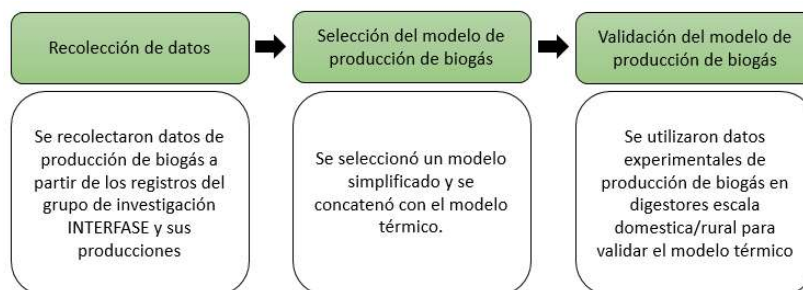 Recolección de datos
Selección del modelo de
producción de biogás
Validación del modelo de
producción de biogás
Se recolectaron datos de
producción de biogás a
partir de los registros del
grupo de investigación
INTERFASE y sus
producciones
Se seleccionó un modelo
simplificado y se
concatenó con el modelo
térmico.
Se utilizaron datos
experimentales de
producción de biogás en
digestores escala
domestica/rural para
validar el modelo térmico